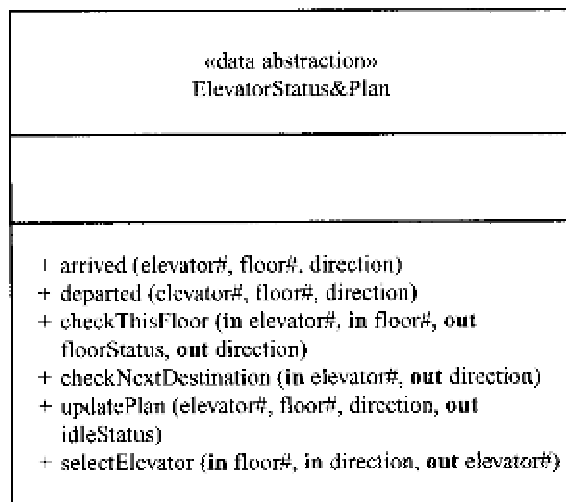 «data abstraction»
ElevatorStatus&Plan
+ arrived (elevator#, floor#, direction)
+ departed (elevator#, floor#, direction)
+ checkThisFloor (in elevator#, in floor#, out
floorStatus, out direction)
+ checkNextDestination (in elevator#, out direction)
+ updatePlan (elevator#, floor#, direction, out
idleStatus)
+ selectElevator (in floor#, in direction, out elevator#)